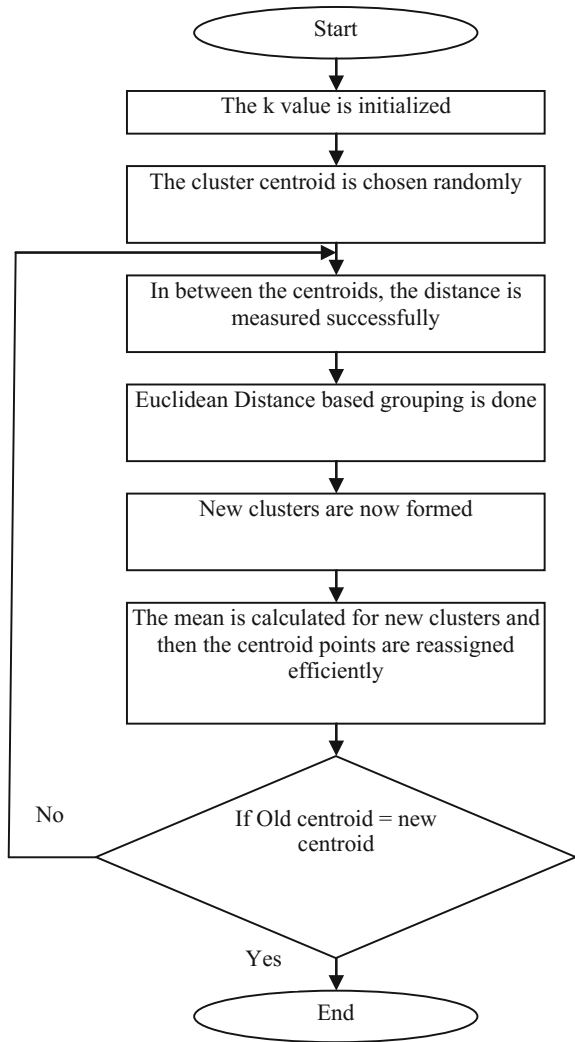 Start
The k value is initialized
The cluster centroid is chosen randomly
In between the centroids, the distance is
measured successfully
Euclidean Distance based grouping is done
New clusters are now formed
The mean is calculated for new clusters and
then the centroid points are reassigned
efficiently
If Old centroid = new
centroid
No
Yes
End